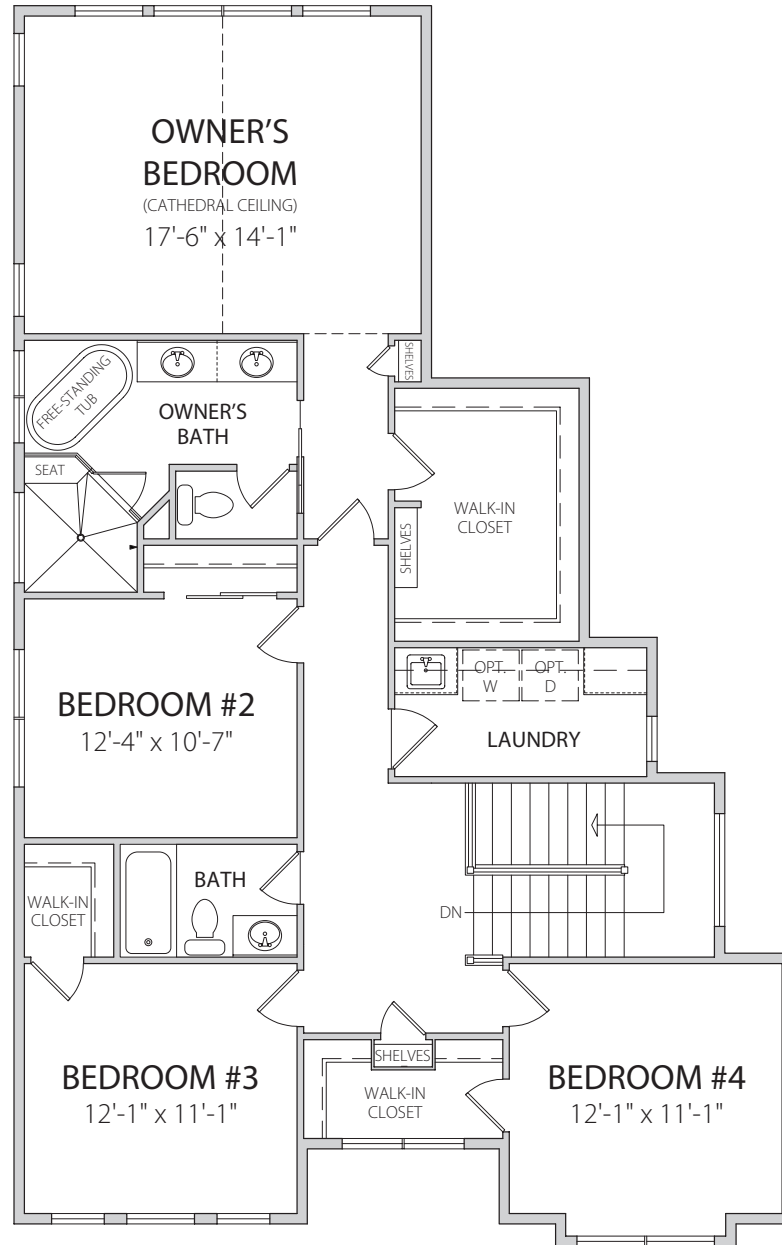 OWNER'S
BEDROOM
(CATHEDRAL CEILING)
17'-6" x 14'-1"
SHELVES
FREE-STANDING
TUB
OWNER'S
BATH
SEAT
WALK-IN
CLOSET
SHELVES
BEDROOM #2
12'-4" x 10'-7"
OPT.
W
OPT.
D
LAUNDRY
BATH
WALK-IN
CLOSET
DN
BEDROOM #3
12'-1" x 11'-1"
SHELVES
WALK-IN
CLOSET
BEDROOM #4
12'-1" x 11'-1"